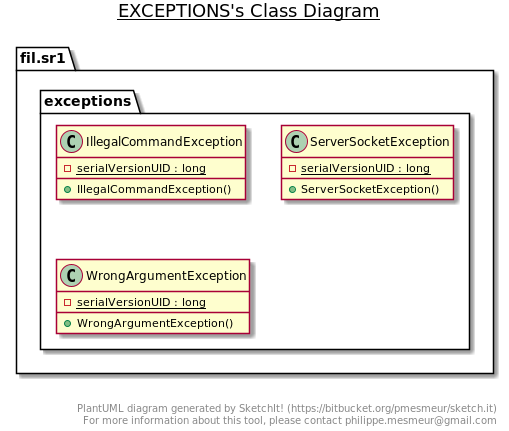 EXCEPTIONS's Class Diagram
fil.sr1
exceptions
C IllegalCommandException
serialVersionUID : long
IllegalCommandException()
C ServerSocketException
serialVersionUID : long
ServerSocketException()
C WrongArgumentException
serialVersionUID : long
WrongArgumentException()
PlantUML diagram generated by SketchIt! (https://bitbucket.org/pmesmeur/sketch.it)
For more information about this tool, please contact philippe.mesmeur@gmail.com